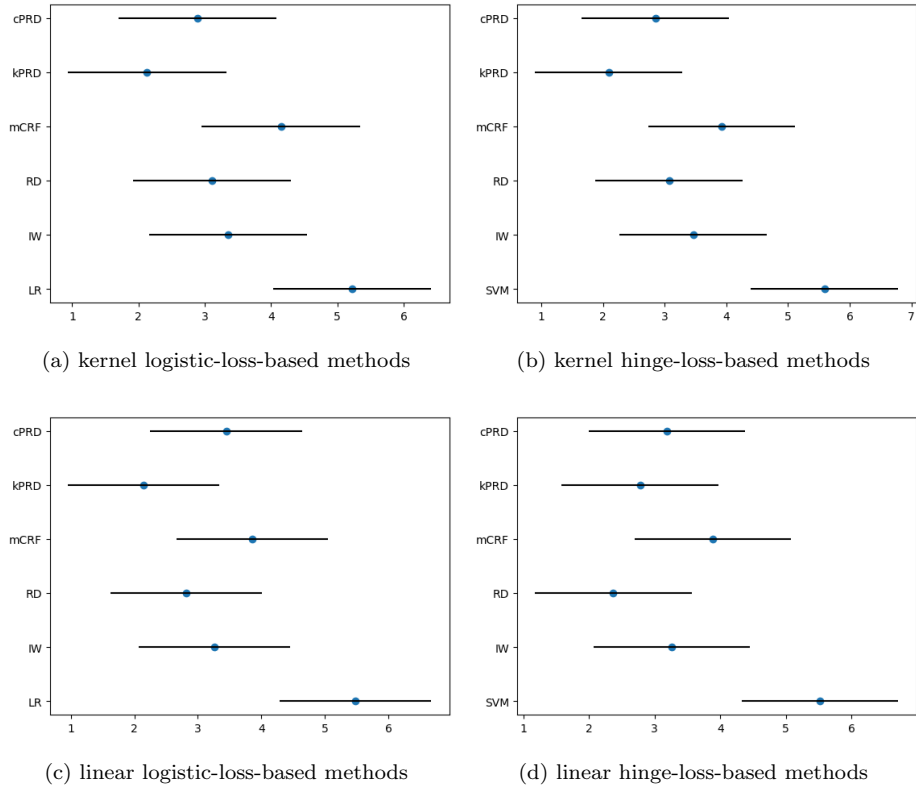 cPRD
kPRD
mCRF
RD
IW
LR
1 2 3 4 5 6
(a) kernel logistic-loss-based methods
cPRD
kPRD
mCRF
RD
IW
SVM
1 2 3 4 5 6 7
(b) kernel hinge-loss-based methods
cPRD
kPRD
mCRF
RD
IW
LR
1 2 3 4 5 6
(c) linear logistic-loss-based methods
cPRD
kPRD
mCRF
RD
IW
SVM
1 2 3 4 5 6
(d) linear hinge-loss-based methods